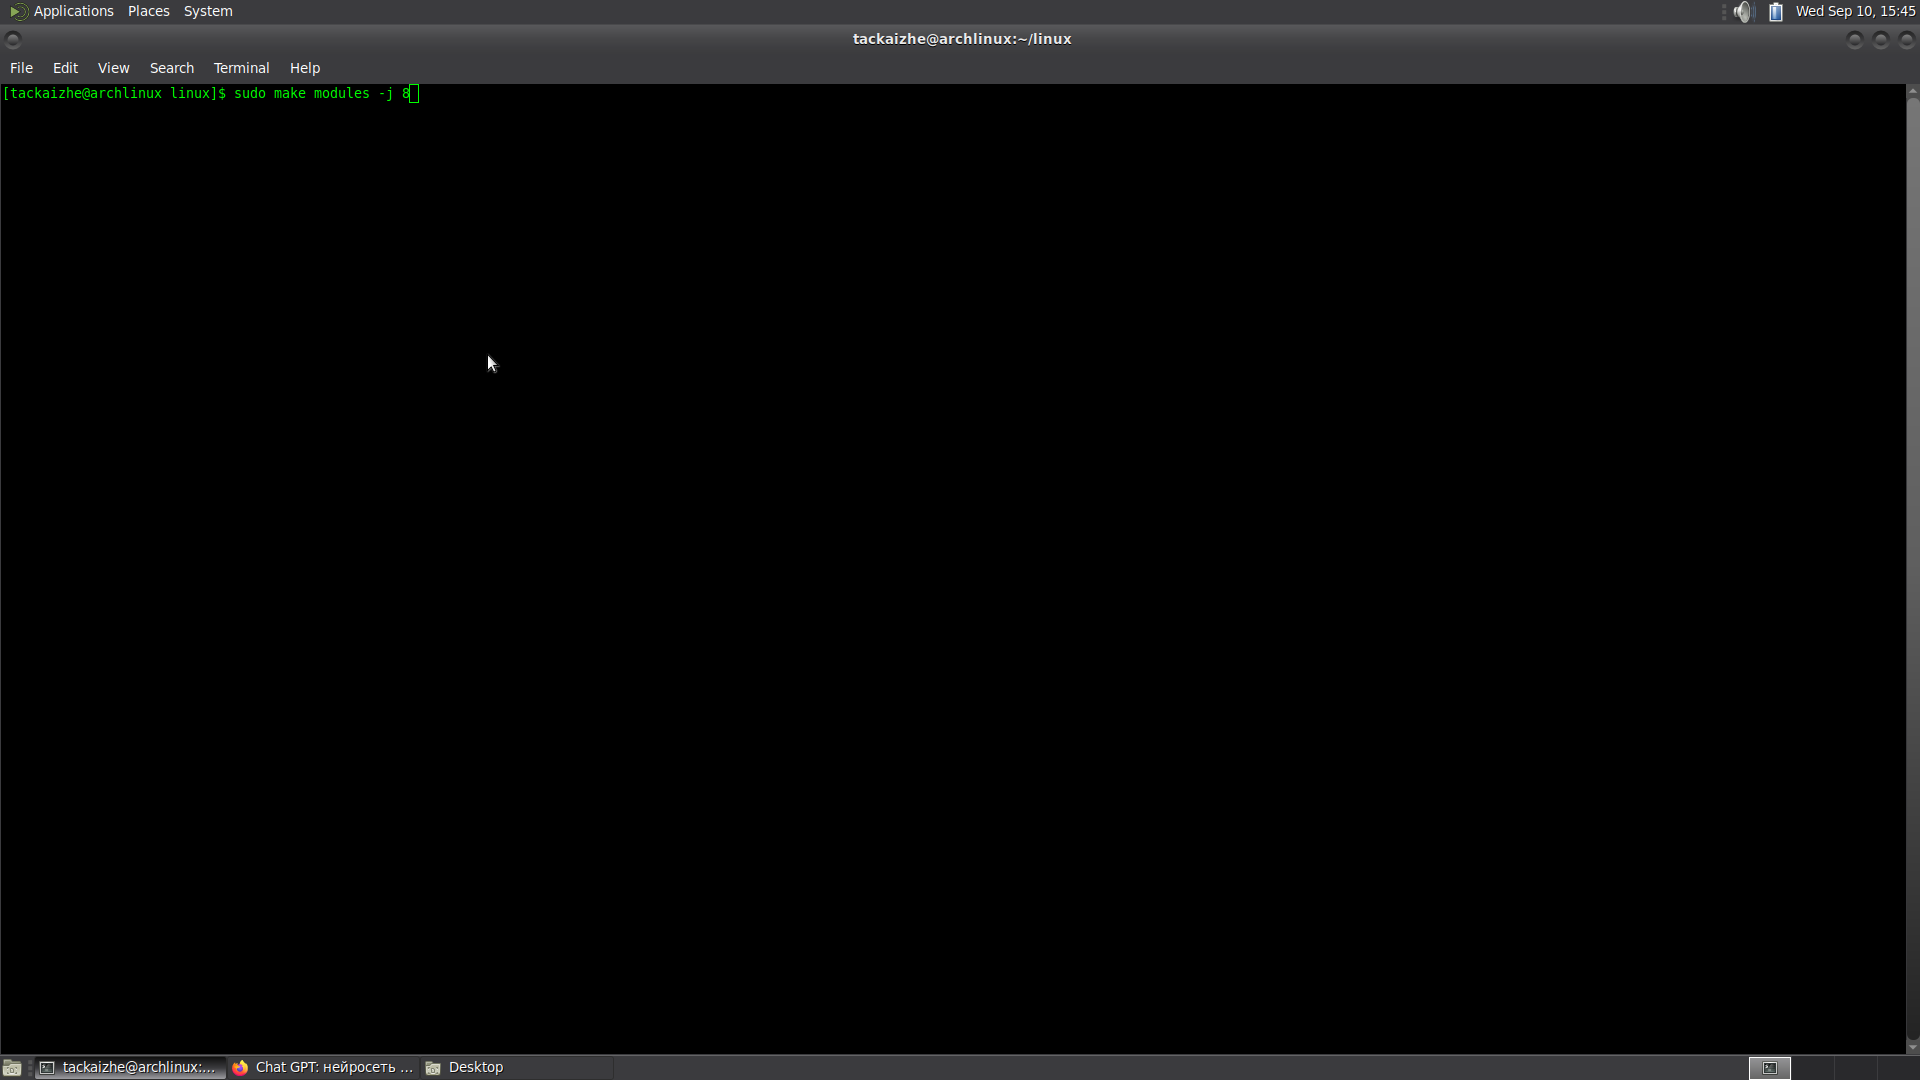 Applications Places System Wed Sep 10, 15:45
tackaizhe@archlinux:~/linux
File Edit View Search Terminal Help
[tackaizhe@archlinux linux]$ sudo make modules -j 8
tackaizhe@archlinux:... Chat GPT: нейросеть ... Desktop